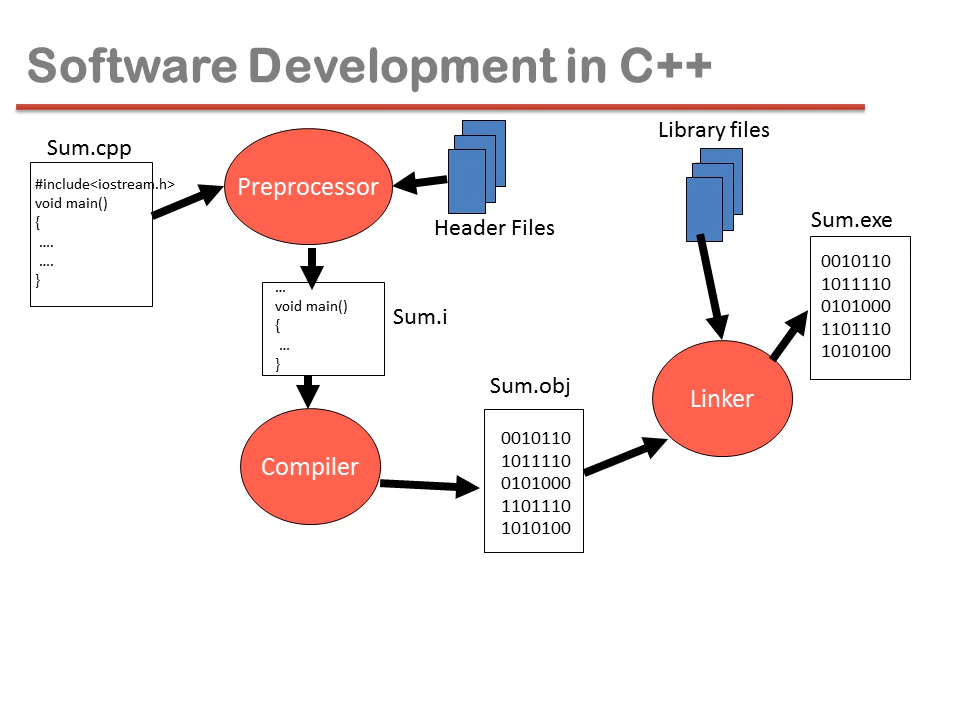 Software Development in C++
Sum.cpp
#include<iostream.h>
void main()
{
....
....
}
Preprocessor
Header Files
Library files
...
void main()
{
...
}
Sum.i
Compiler
Sum.obj
0010110
1011110
0101000
1101110
1010100
Linker
Sum.exe
0010110
1011110
0101000
1101110
1010100